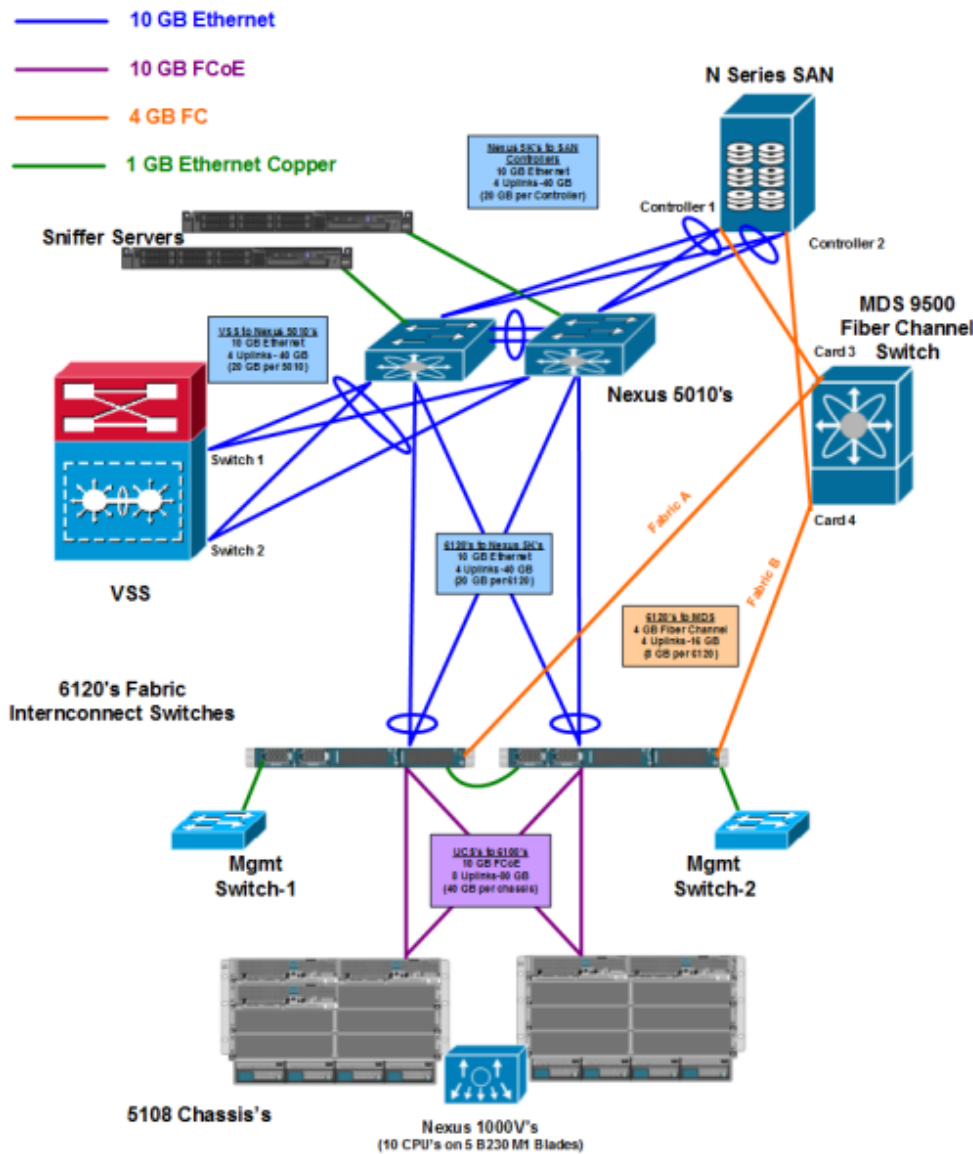 10 GB Ethernet
10 GB FCoE
4 GB FC
1 GB Ethernet Copper
N Series SAN
Nexus 5K's to SAN
Controllers
10 GB Ethernet
4 Uplinks-40 GB
(20 GB per Controller)
Controller 1
Controller 2
Sniffer Servers
MDS 9500
Fiber Channel
Switch
VSS to Nexus 5010's
10 GB Ethernet
4 Uplinks-40 GB
(20 GB per 5010)
Card 3
Nexus 5010's
Switch 1
Switch 2
VSS
Fabric A
Card 4
6120's to Nexus 5K's
10 GB Ethernet
4 Uplinks-40 GB
(20 GB per 6120)
Fabric B
6120's to MDS
4 GB Fiber Channel
4 Uplinks-16 GB
(8 GB per 6120)
6120's Fabric
Internconnect Switches
Mgmt
Switch-1
UCS's to 6100's
10 GB FCoE
8 Uplinks-80 GB
(40 GB per chassis)
Mgmt
Switch-2
5108 Chassis's
Nexus 1000V's
(10 CPU's on 5 B230 M1 Blades)